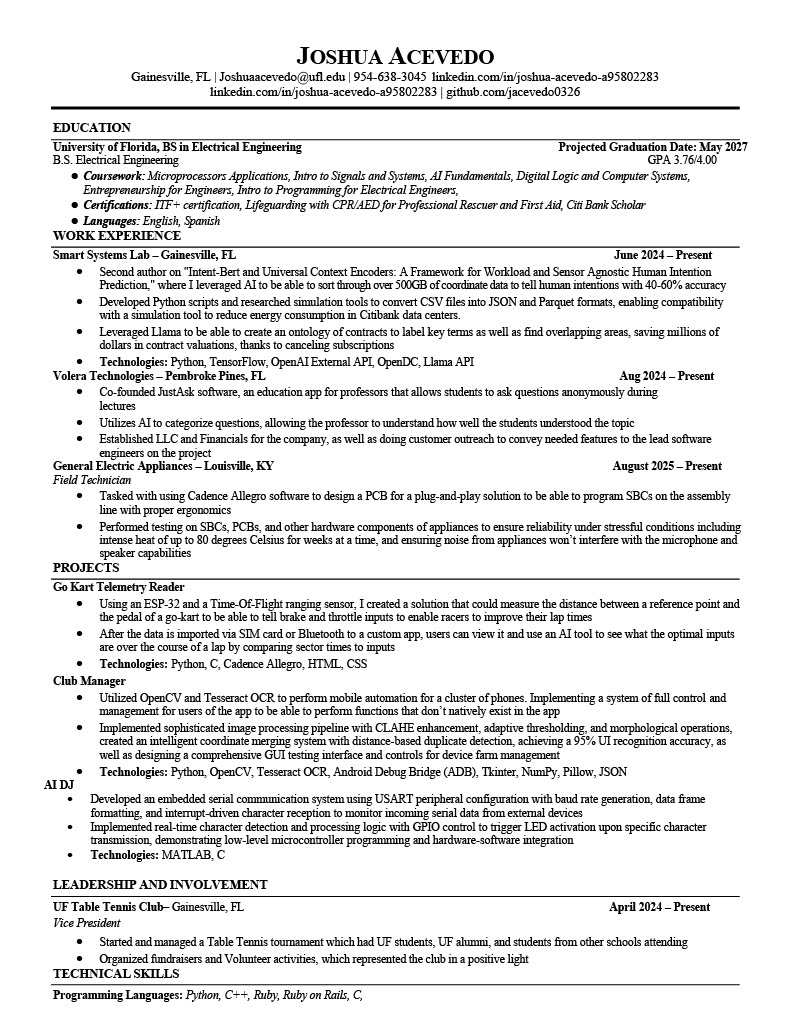 JOSHUA ACEVEDO
Gainesville, FL | Joshuaacevedo@ufl.edu | 954-638-3045 linkedin.com/in/joshua-acevedo-a95802283
linkedin.com/in/joshua-acevedo-a95802283 | github.com/jacevedo0326
EDUCATION
University of Florida, BS in Electrical Engineering Projected Graduation Date: May 2027
B.S. Electrical Engineering GPA 3.76/4.00
● Coursework: Microprocessors Applications, Intro to Signals and Systems, AI Fundamentals, Digital Logic and Computer Systems,
Entrepreneurship for Engineers, Intro to Programming for Electrical Engineers,
● Certifications: ITF+ certification, Lifeguarding with CPR/AED for Professional Rescuer and First Aid, Citi Bank Scholar
● Languages: English, Spanish
WORK EXPERIENCE
Smart Systems Lab – Gainesville, FL June 2024 – Present
● Second author on "Intent-Bert and Universal Context Encoders: A Framework for Workload and Sensor Agnostic Human Intention
Prediction," where I leveraged AI to be able to sort through over 500GB of coordinate data to tell human intentions with 40-60% accuracy
● Developed Python scripts and researched simulation tools to convert CSV files into JSON and Parquet formats, enabling compatibility
with a simulation tool to reduce energy consumption in Citibank data centers.
● Leveraged Llama to be able to create an ontology of contracts to label key terms as well as find overlapping areas, saving millions of
dollars in contract valuations, thanks to canceling subscriptions
● Technologies: Python, TensorFlow, OpenAI External API, OpenDC, Llama API
Volera Technologies – Pembroke Pines, FL Aug 2024 – Present
● Co-founded JustAsk software, an education app for professors that allows students to ask questions anonymously during
lectures
● Utilizes AI to categorize questions, allowing the professor to understand how well the students understood the topic
● Established LLC and Financials for the company, as well as doing customer outreach to convey needed features to the lead software
engineers on the project
General Electric Appliances – Louisville, KY August 2025 – Present
Field Technician
● Tasked with using Cadence Allegro software to design a PCB for a plug-and-play solution to be able to program SBCs on the assembly
line with proper ergonomics
● Performed testing on SBCs, PCBs, and other hardware components of appliances to ensure reliability under stressful conditions including
intense heat of up to 80 degrees Celsius for weeks at a time, and ensuring noise from appliances won’t interfere with the microphone and
speaker capabilities
PROJECTS
Go Kart Telemetry Reader
● Using an ESP-32 and a Time-Of-Flight ranging sensor, I created a solution that could measure the distance between a reference point and
the pedal of a go-kart to be able to tell brake and throttle inputs to enable racers to improve their lap times
● After the data is imported via SIM card or Bluetooth to a custom app, users can view it and use an AI tool to see what the optimal inputs
are over the course of a lap by comparing sector times to inputs
● Technologies: Python, C, Cadence Allegro, HTML, CSS
Club Manager
● Utilized OpenCV and Tesseract OCR to perform mobile automation for a cluster of phones. Implementing a system of full control and
management for users of the app to be able to perform functions that don’t natively exist in the app
● Implemented sophisticated image processing pipeline with CLAHE enhancement, adaptive thresholding, and morphological operations,
created an intelligent coordinate merging system with distance-based duplicate detection, achieving a 95% UI recognition accuracy, as
well as designing a comprehensive GUI testing interface and controls for device farm management
● Technologies: Python, OpenCV, Tesseract OCR, Android Debug Bridge (ADB), Tkinter, NumPy, Pillow, JSON
AI DJ
● Developed an embedded serial communication system using USART peripheral configuration with baud rate generation, data frame
formatting, and interrupt-driven character reception to monitor incoming serial data from external devices
● Implemented real-time character detection and processing logic with GPIO control to trigger LED activation upon specific character
transmission, demonstrating low-level microcontroller programming and hardware-software integration
● Technologies: MATLAB, C
LEADERSHIP AND INVOLVEMENT
UF Table Tennis Club– Gainesville, FL April 2024 – Present
Vice President
● Started and managed a Table Tennis tournament which had UF students, UF alumni, and students from other schools attending
● Organized fundraisers and Volunteer activities, which represented the club in a positive light
TECHNICAL SKILLS
Programming Languages: Python, C++, Ruby, Ruby on Rails, C,